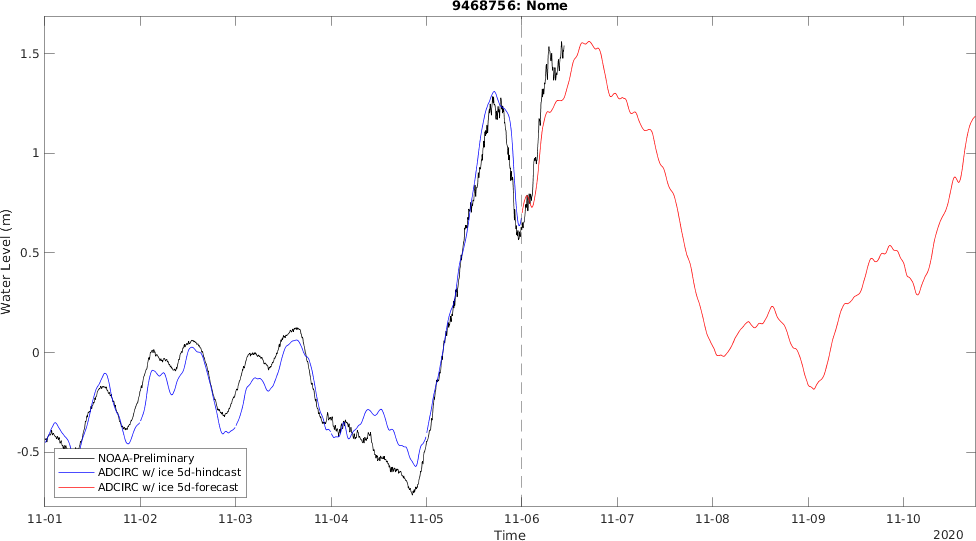 9468756: Nome
1.5
1
0.5
0
-0.5
Water Level (m)
NOAA-Preliminary
ADCIRC w/ ice 5d-hindcast
ADCIRC w/ ice 5d-forecast
11-01 11-02 11-03 11-04 11-05 11-06 11-07 11-08 11-09 11-10
Time
2020